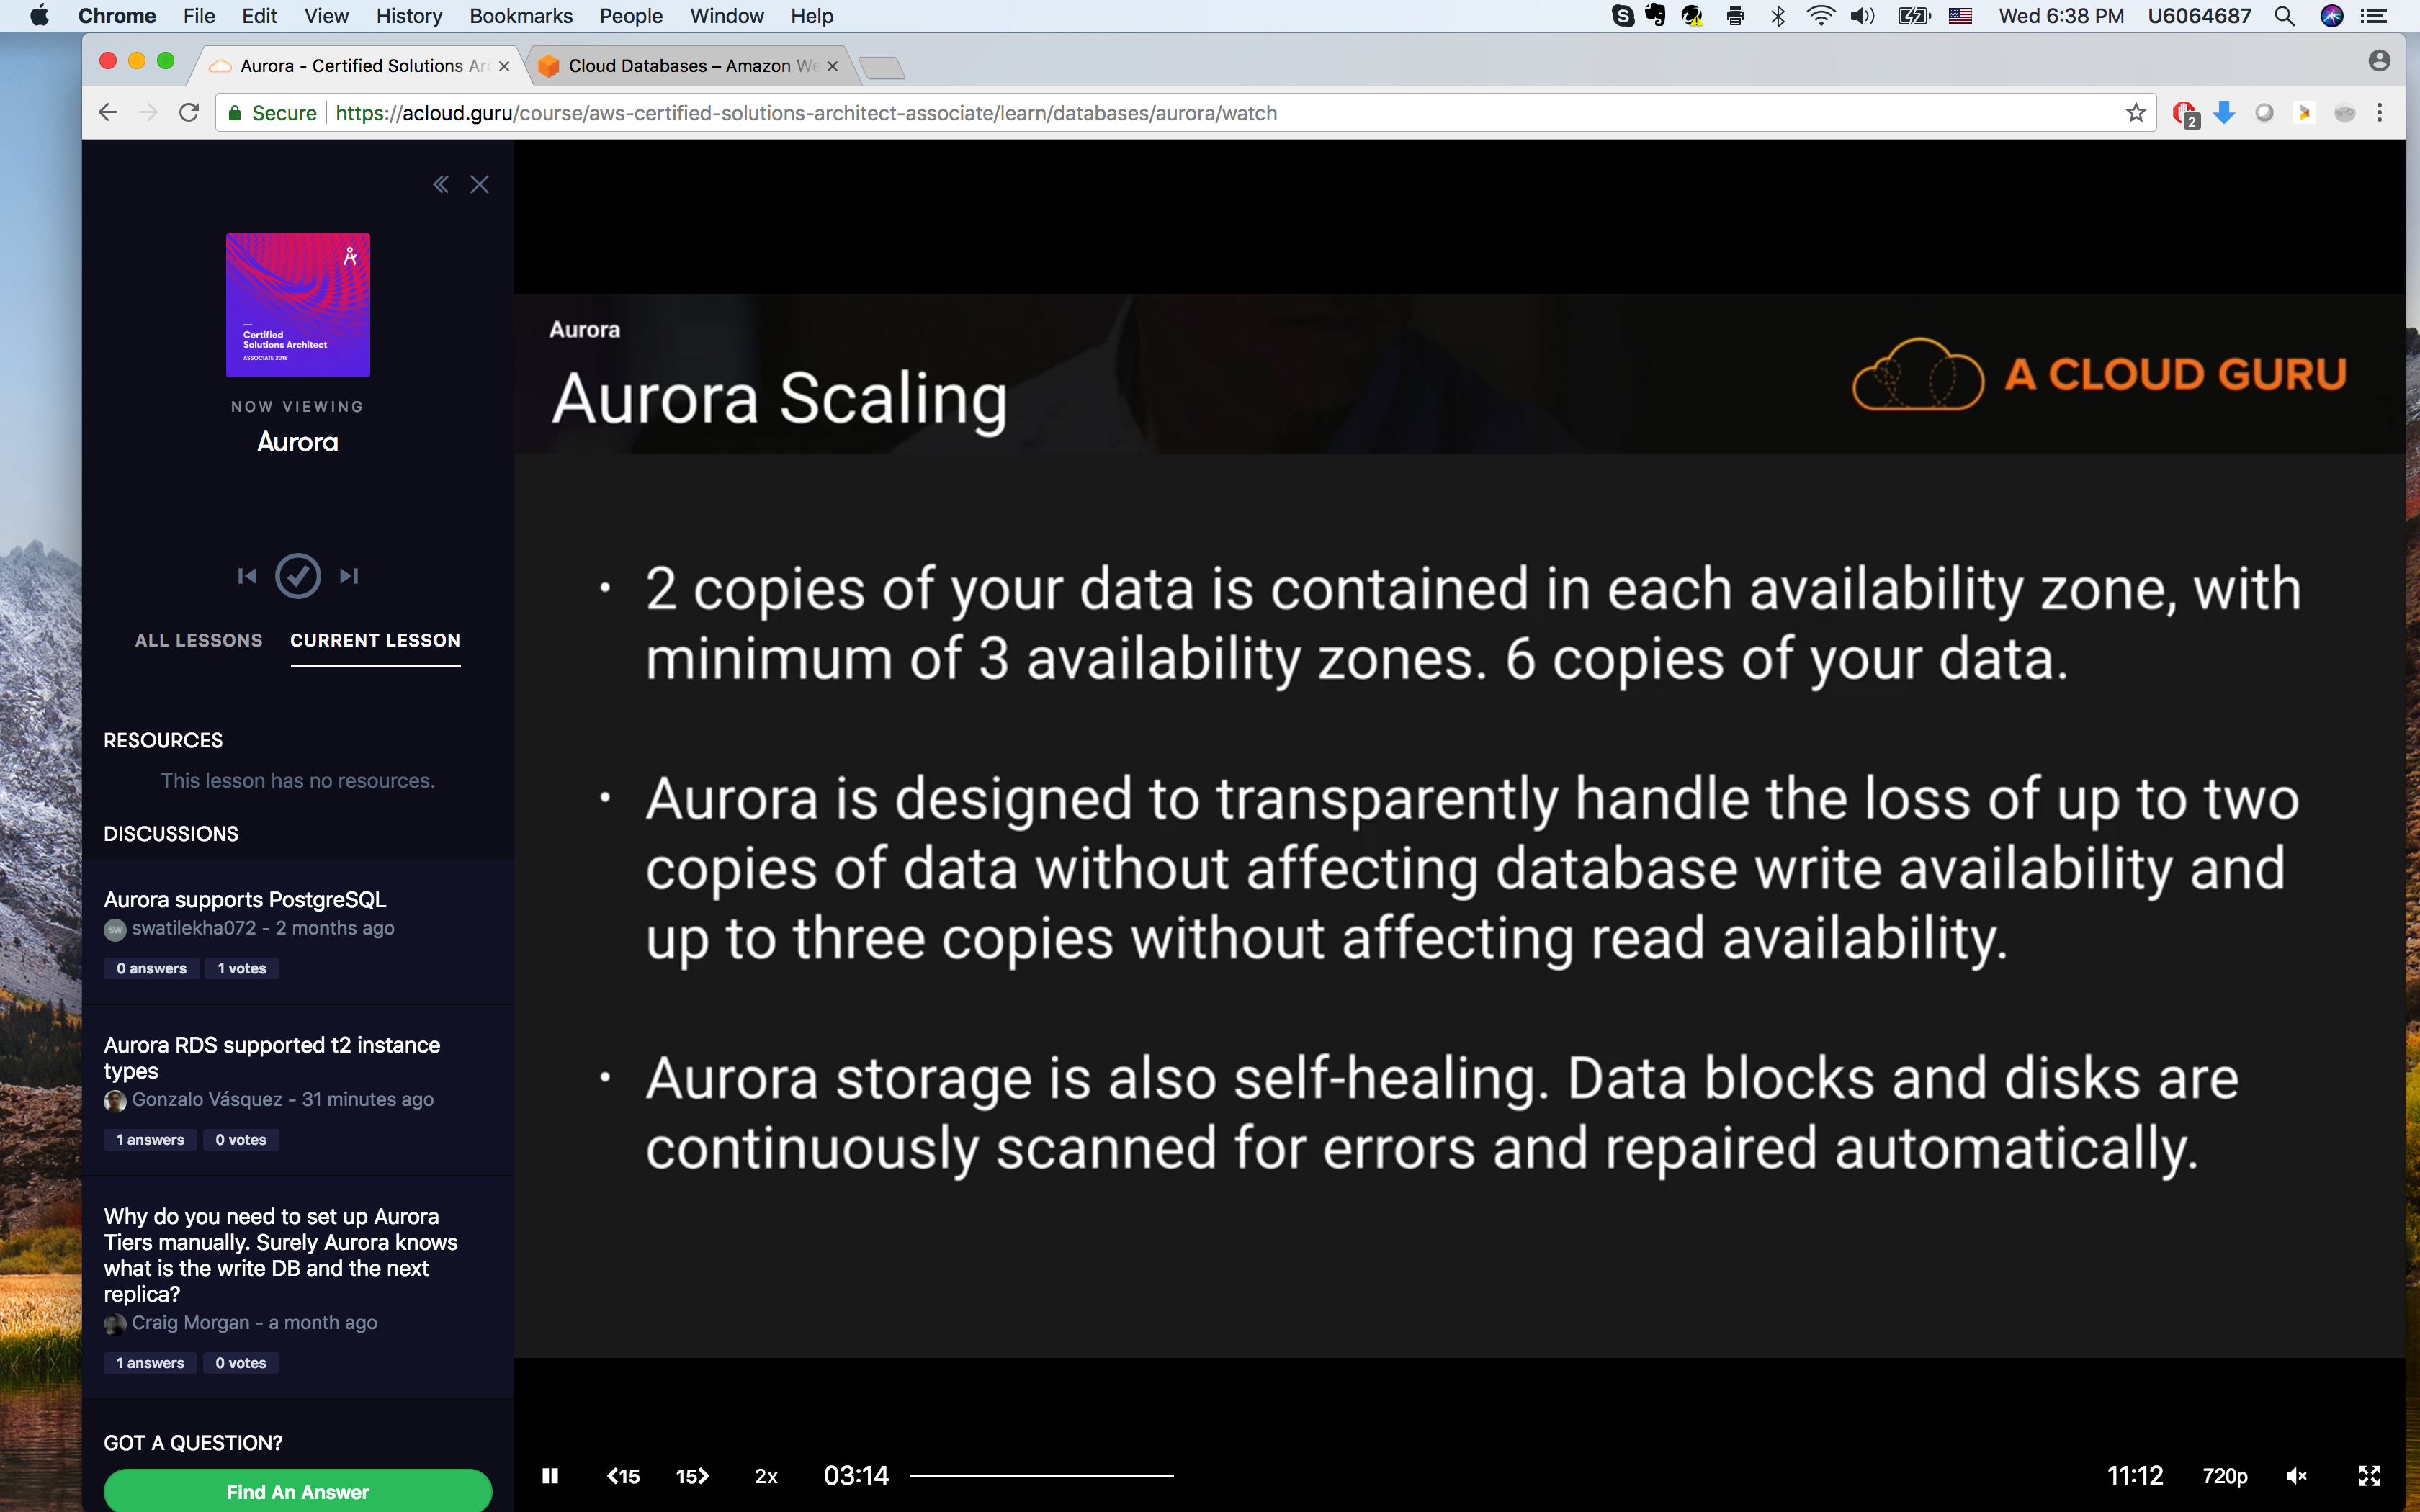 Chrome File Edit View History Bookmarks People Window Help
Wed 6:38 PM U6064687
Aurora - Certified Solutions Arc
Cloud Databases – Amazon We
Secure https://acloud.guru/course/aws-certified-solutions-architect-associate/learn/databases/aurora/watch
2
Certified
Solutions Architect
ASSOCIATE 2018
NOW VIEWING
Aurora
ALL LESSONS CURRENT LESSON
RESOURCES
This lesson has no resources.
DISCUSSIONS
Aurora supports PostgreSQL
SW swatilekha072 - 2 months ago
0 answers 1 votes
Aurora RDS supported t2 instance
types
Gonzalo Vásquez - 31 minutes ago
1 answers 0 votes
Why do you need to set up Aurora
Tiers manually. Surely Aurora knows
what is the write DB and the next
replica?
Craig Morgan - a month ago
1 answers 0 votes
GOT A QUESTION?
Find An Answer
Aurora
Aurora Scaling
A CLOUD GURU
• 2 copies of your data is contained in each availability zone, with
minimum of 3 availability zones. 6 copies of your data.
• Aurora is designed to transparently handle the loss of up to two
copies of data without affecting database write availability and
up to three copies without affecting read availability.
• Aurora storage is also self-healing. Data blocks and disks are
continuously scanned for errors and repaired automatically.
15 15 2x 03:14 11:12 720p